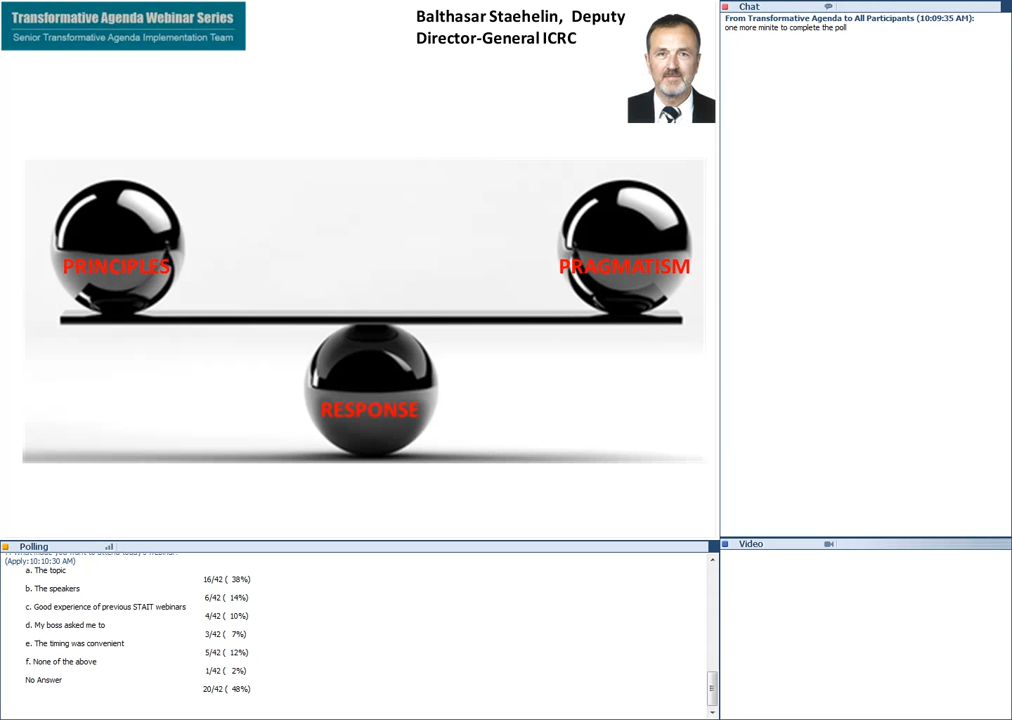 Transformative Agenda Webinar Series
Senior Transformative Agenda Implementation Team
Balthasar Staehelin, Deputy
Director-General ICRC
PRINCIPLES
PRAGMATISM
RESPONSE
Chat
From Transformative Agenda to All Participants (10:09:35 AM):
one more minite to complete the poll
Polling
(Apply:10:10:30 AM)
a. The topic
16/42 ( 38%)
b. The speakers
6/42 ( 14%)
c. Good experience of previous STAIT webinars
4/42 ( 10%)
d. My boss asked me to
3/42 ( 7%)
e. The timing was convenient
5/42 ( 12%)
f. None of the above
1/42 ( 2%)
No Answer
20/42 ( 48%)
Video